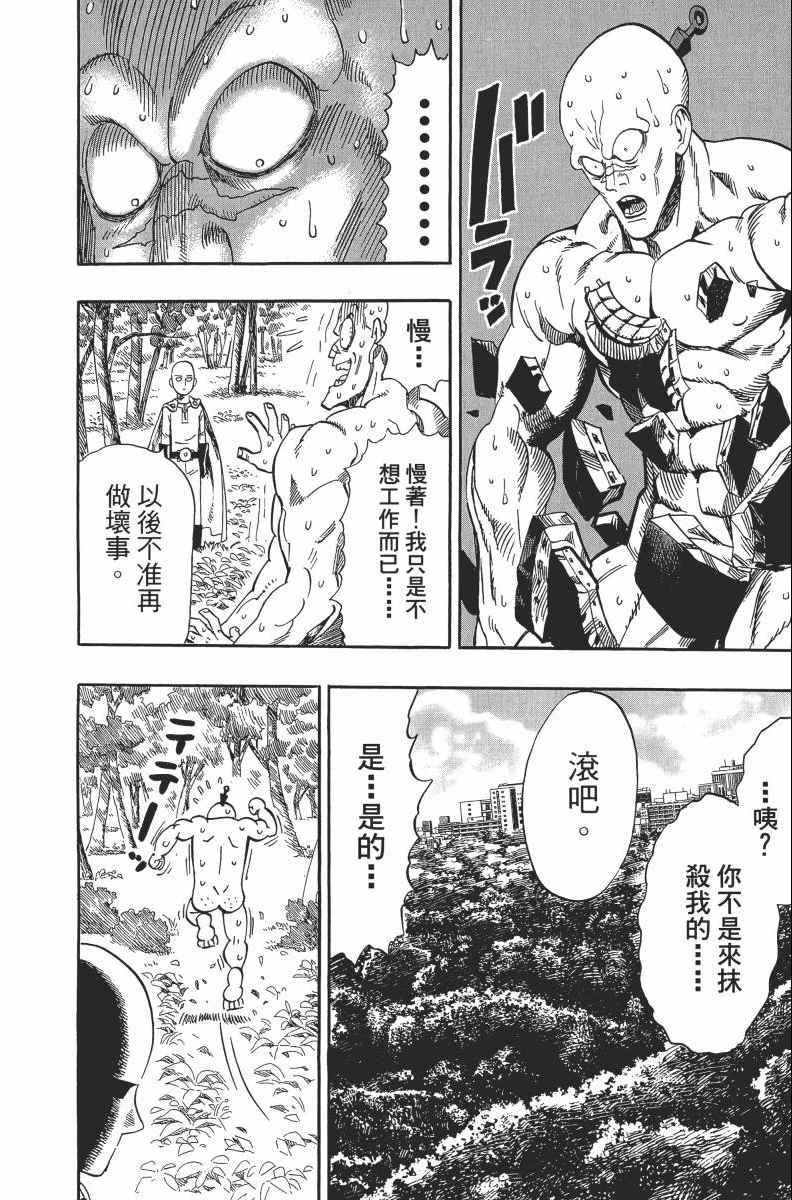 バラッ
………
慢…
慢著！我只是不
想工作而已……
以後不准再
做壞事。
…咦？
你不是來抹
殺我的……
滾吧。
是…是的…
テテテーッ